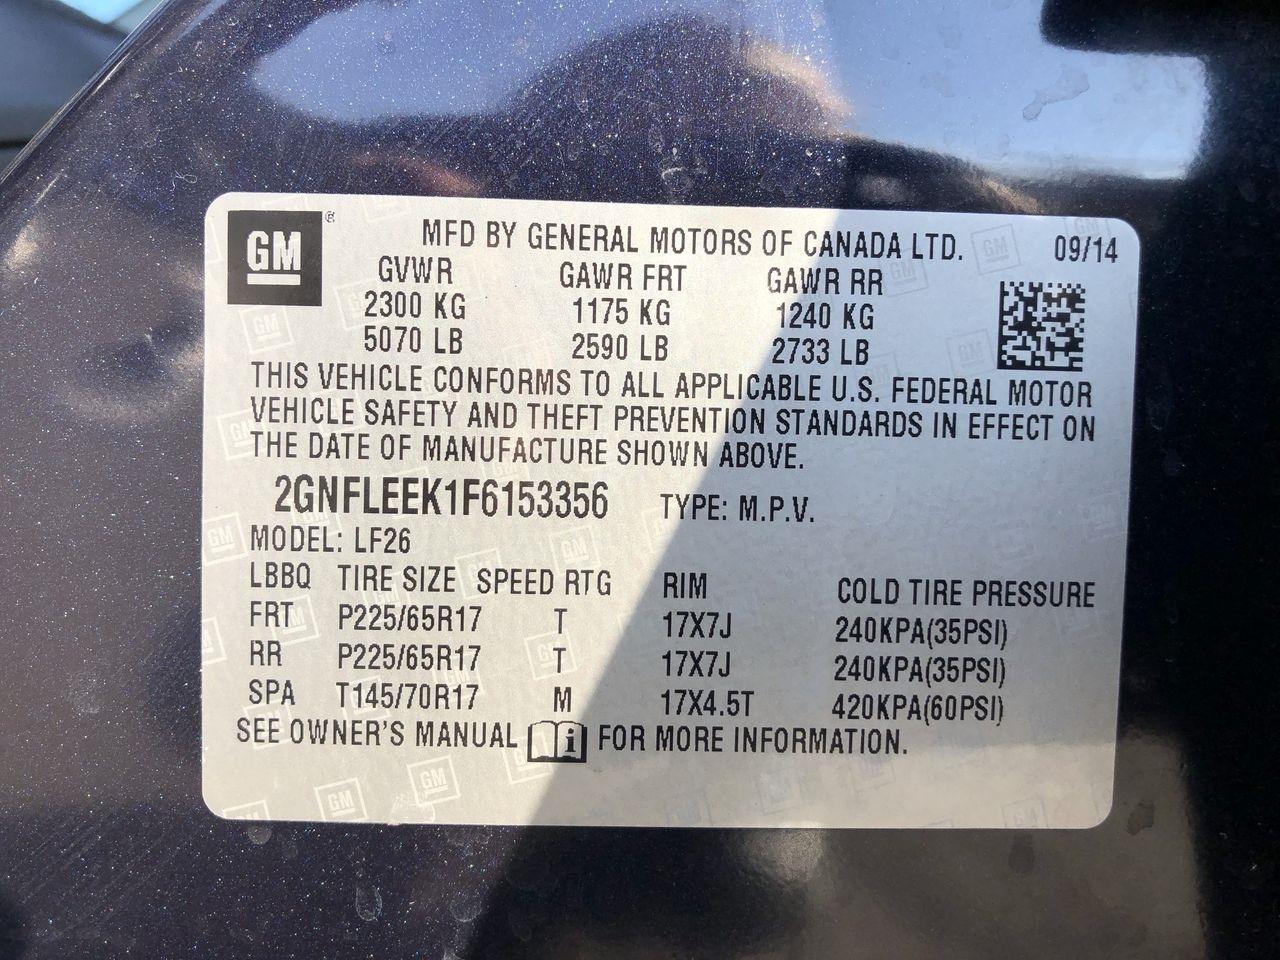 GM ® MFD BY GENERAL MOTORS OF CANADA LTD. 09/14
GVWR GAWR FRT GAWR RR
2300 KG 1175 KG 1240 KG
5070 LB 2590 LB 2733 LB
THIS VEHICLE CONFORMS TO ALL APPLICABLE U.S. FEDERAL MOTOR
VEHICLE SAFETY AND THEFT PREVENTION STANDARDS IN EFFECT ON
THE DATE OF MANUFACTURE SHOWN ABOVE.
2GNFLEEK1F6153356 TYPE: M.P.V.
MODEL: LF26
LBBQ TIRE SIZE SPEED RTG RIM COLD TIRE PRESSURE
FRT P225/65R17 T 17X7J 240KPA(35PSI)
RR P225/65R17 T 17X7J 240KPA(35PSI)
SPA T145/70R17 M 17X4.5T 420KPA(60PSI)
SEE OWNER'S MANUAL i FOR MORE INFORMATION.